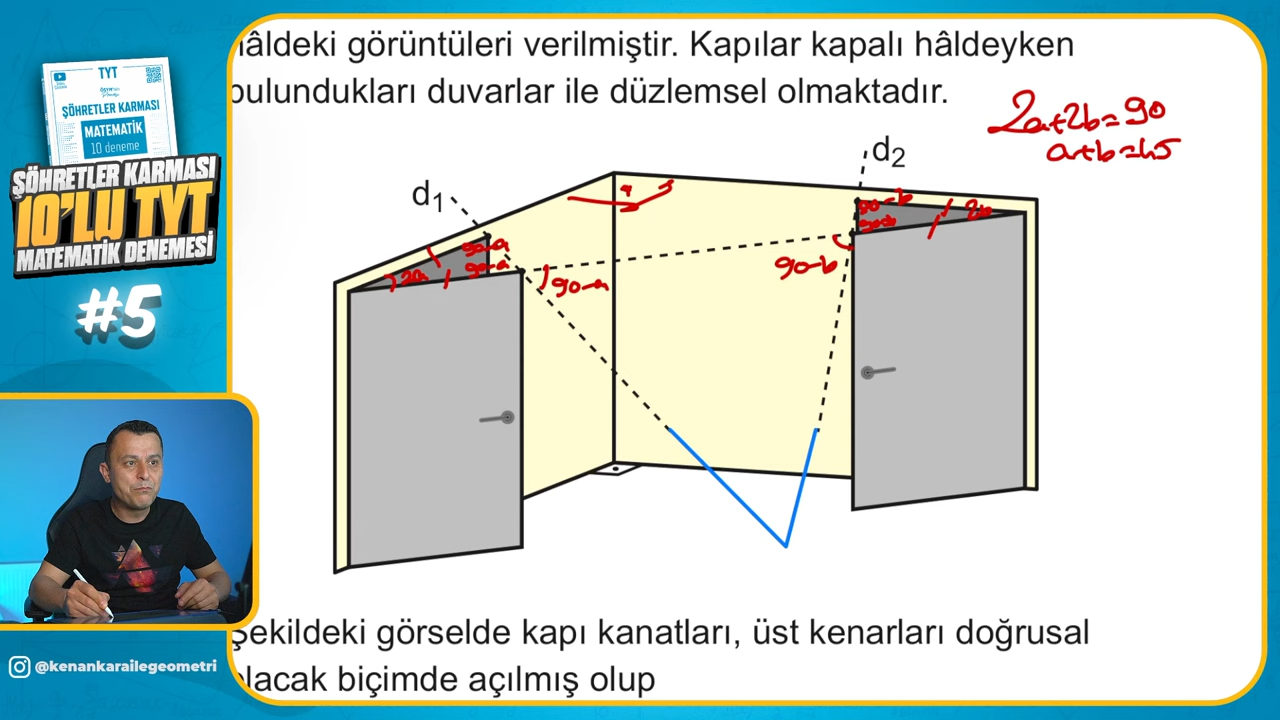 TYT
ŞÖHRETLER KARMASI
MATEMATİK
10 deneme
ŞÖHRETLER KARMASI
10'LU TYT
MATEMATİK DENEMESİ
#5
@kenankarailegeometri
hâldeki görüntüleri verilmiştir. Kapılar kapalı hâldeyken
bulundukları duvarlar ile düzlemsel olmaktadır.
2a+2b=90
a+b=45
d1
d2
90-a
90-a
2a
90-a
90-b
90-b
2b
90-b
Şekildeki görselde kapı kanatları, üst kenarları doğrusal
olacak biçimde açılmış olup